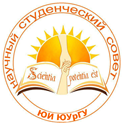 НАУЧНЫЙ СТУДЕНЧЕСКИЙ СОВЕТ
Scientia potentia est
ЮИ ЮУрГУ